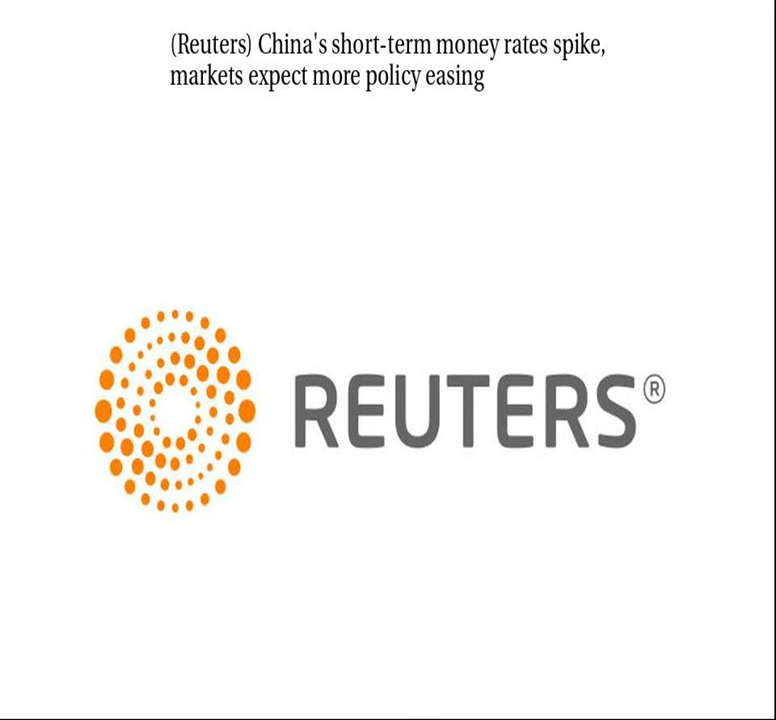 (Reuters) China's short-term money rates spike,
markets expect more policy easing
REUTERS®